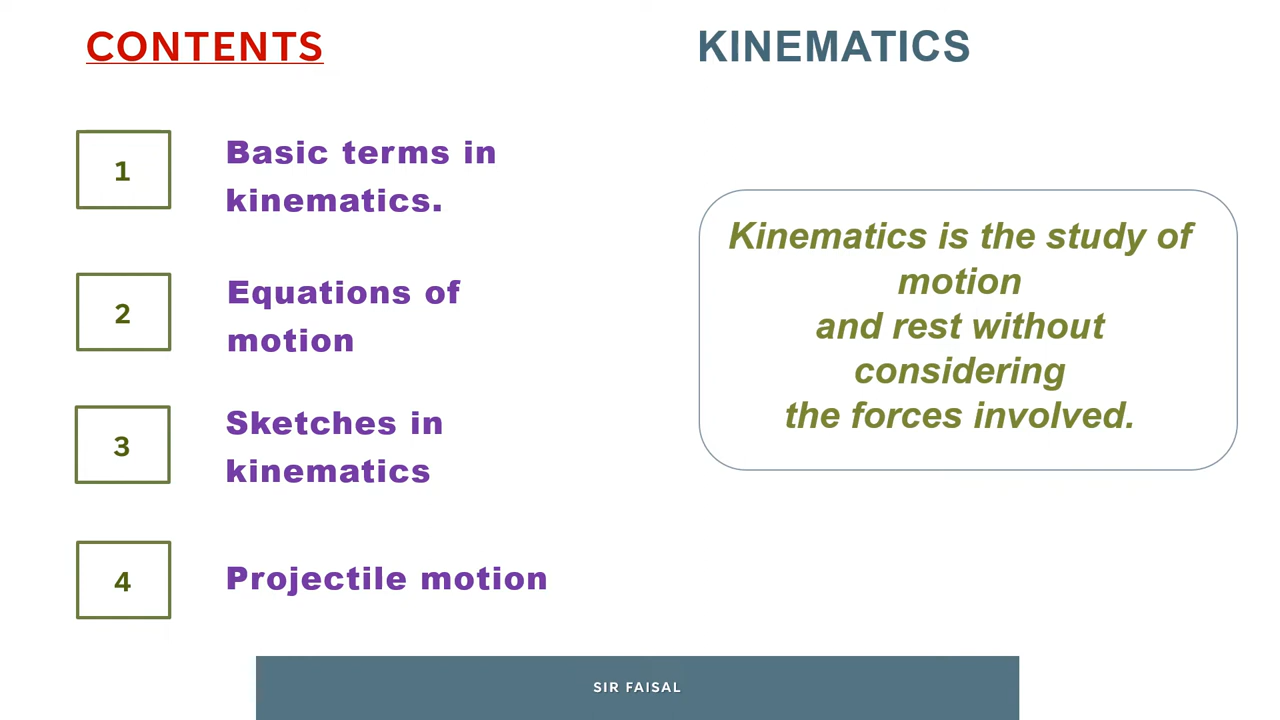 CONTENTS
1
Basic terms in
kinematics.
2
Equations of
motion
3
Sketches in
kinematics
4
Projectile motion
KINEMATICS
Kinematics is the study of
motion
and rest without
considering
the forces involved.
SIR FAISAL